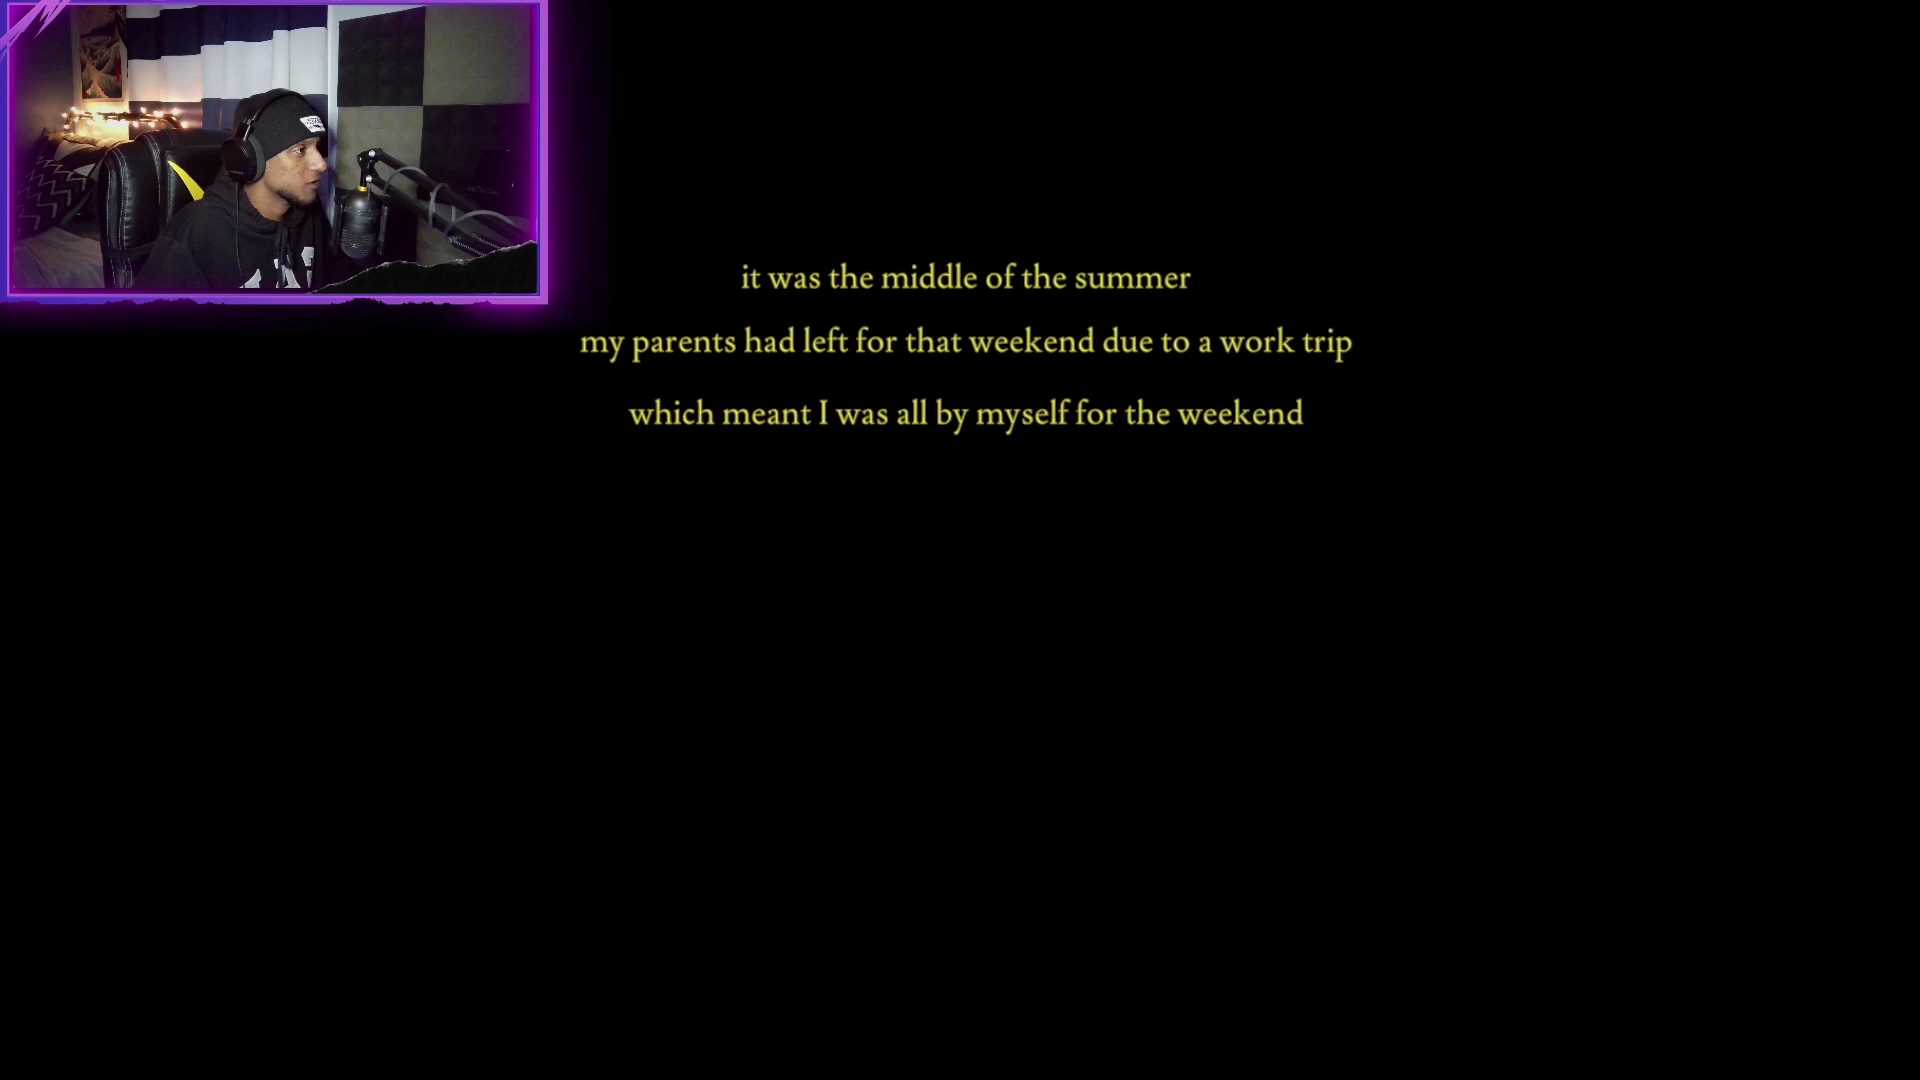 it was the middle of the summer
my parents had left for that weekend due to a work trip
which meant I was all by myself for the weekend